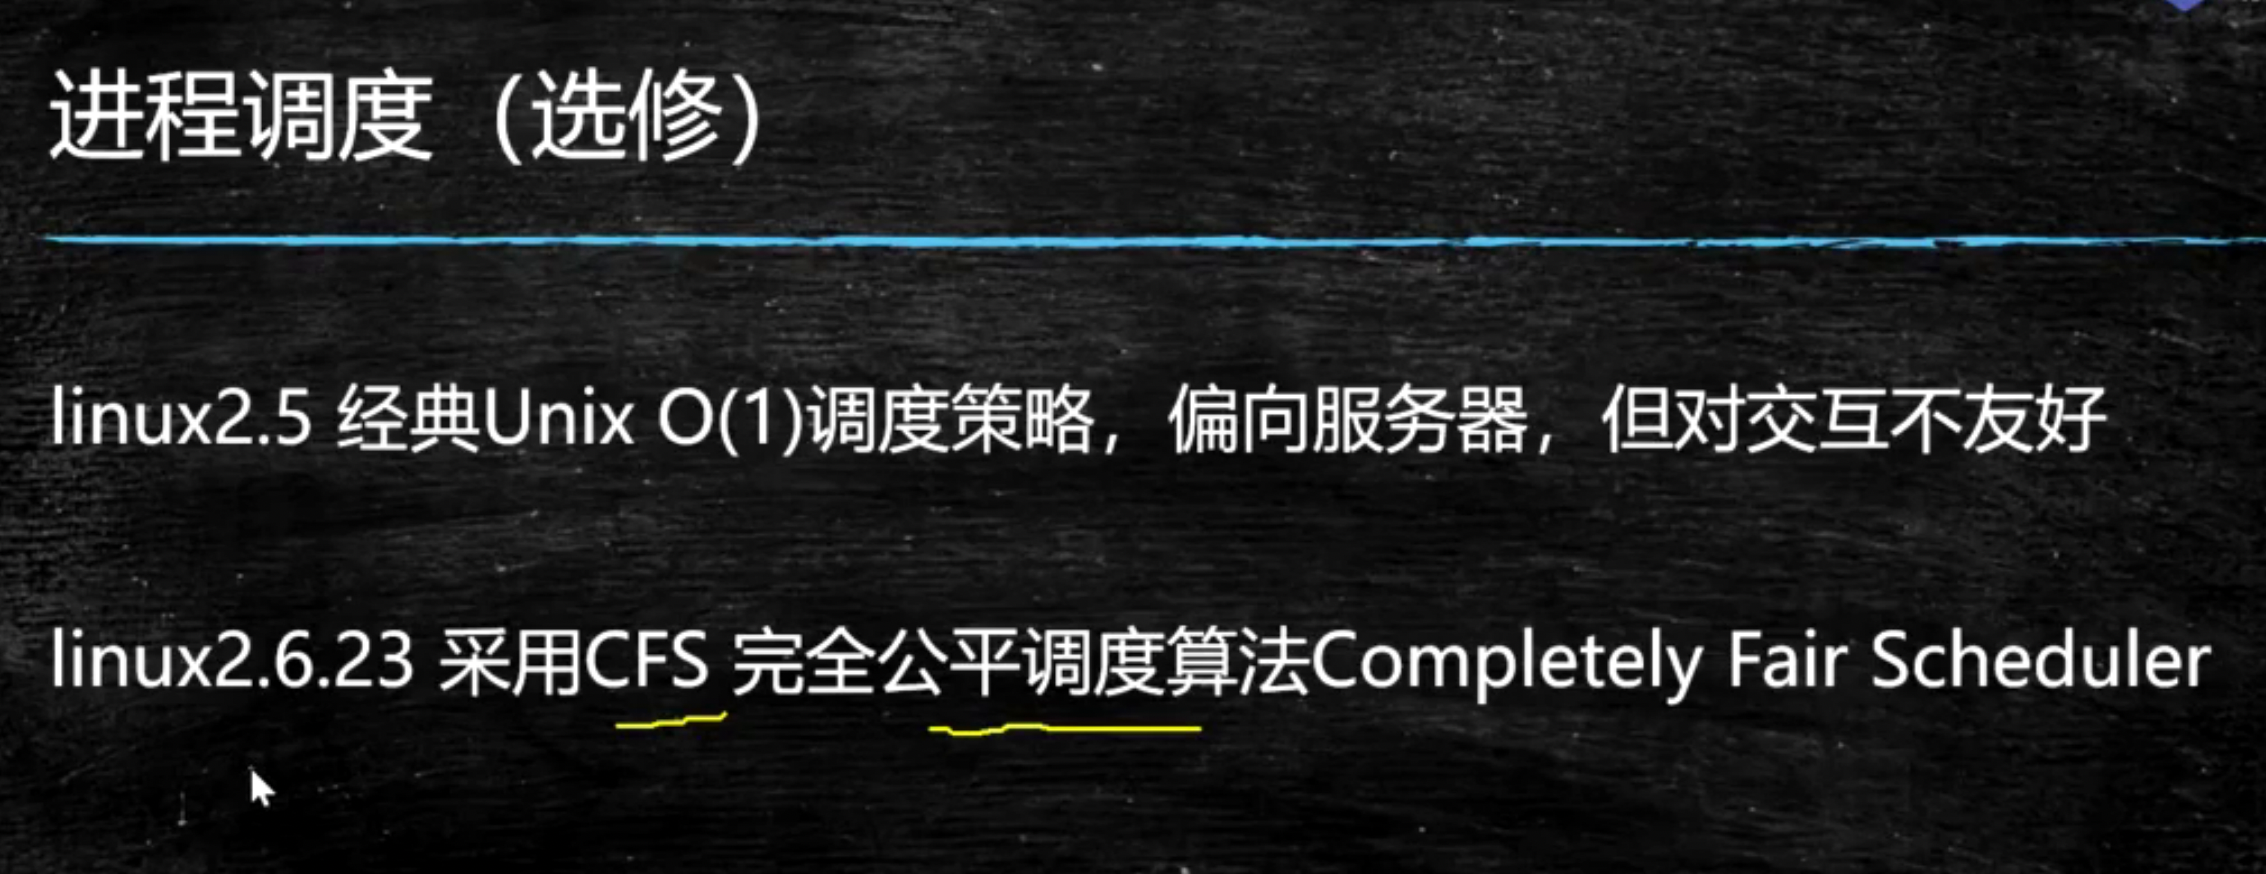 进程调度（选修）
linux2.5 经典Unix O(1)调度策略，偏向服务器，但对交互不友好
linux2.6.23 采用CFS 完全公平调度算法Completely Fair Scheduler